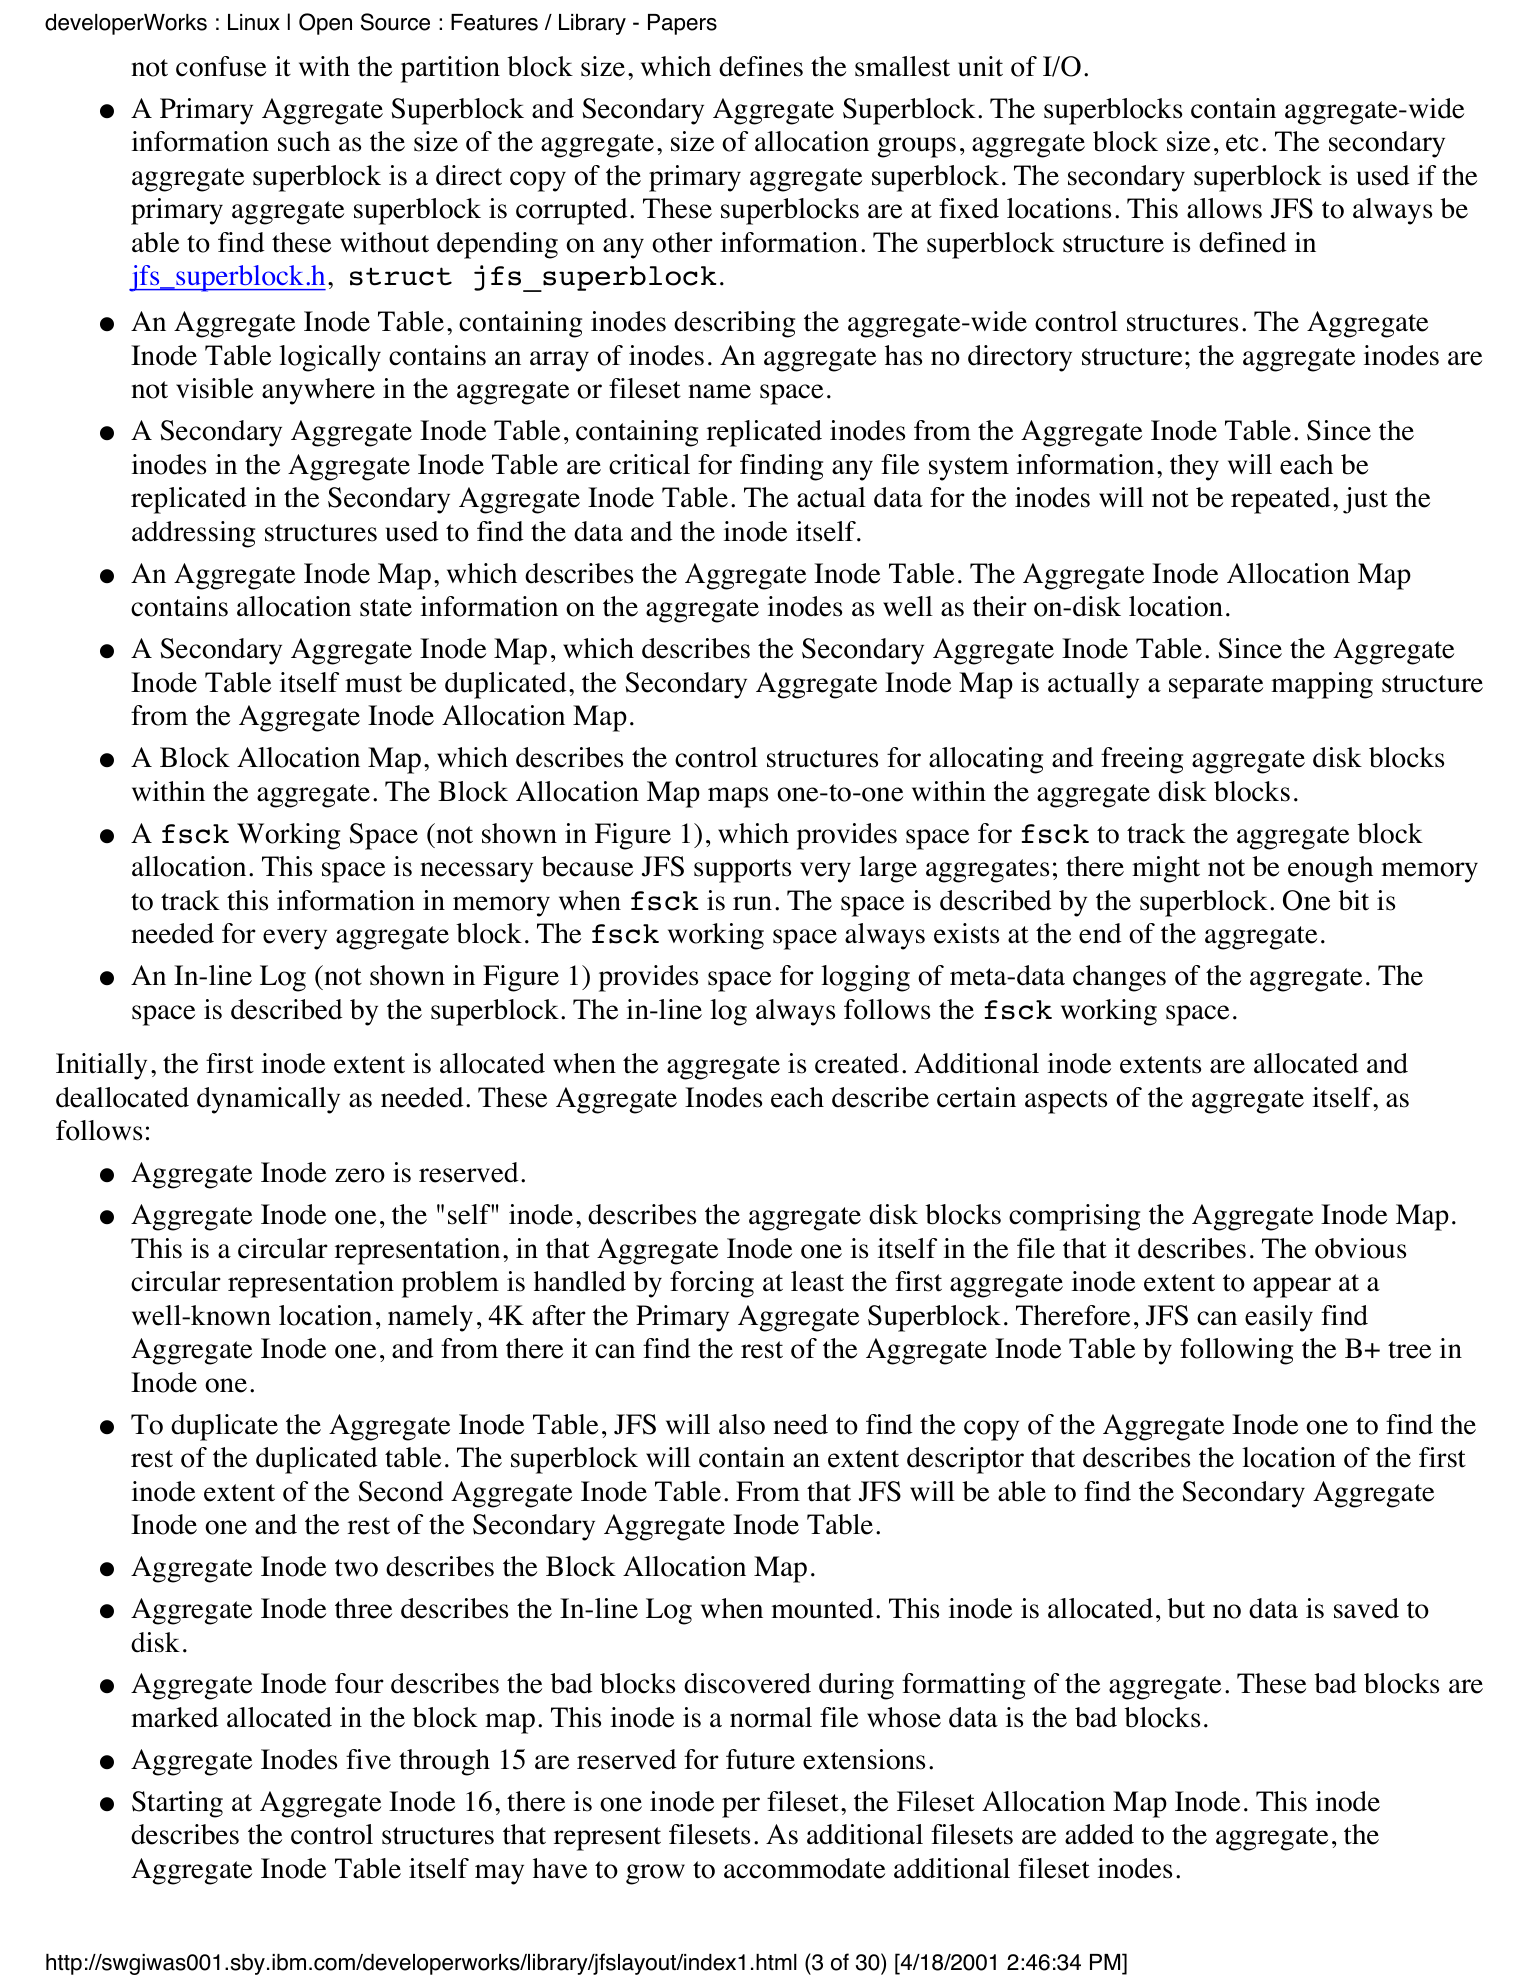 developerWorks : Linux | Open Source : Features / Library - Papers
not confuse it with the partition block size, which defines the smallest unit of I/O.
● A Primary Aggregate Superblock and Secondary Aggregate Superblock. The superblocks contain aggregate-wide
information such as the size of the aggregate, size of allocation groups, aggregate block size, etc. The secondary
aggregate superblock is a direct copy of the primary aggregate superblock. The secondary superblock is used if the
primary aggregate superblock is corrupted. These superblocks are at fixed locations. This allows JFS to always be
able to find these without depending on any other information. The superblock structure is defined in
jfs_superblock.h, struct jfs_superblock.
● An Aggregate Inode Table, containing inodes describing the aggregate-wide control structures. The Aggregate
Inode Table logically contains an array of inodes. An aggregate has no directory structure; the aggregate inodes are
not visible anywhere in the aggregate or fileset name space.
● A Secondary Aggregate Inode Table, containing replicated inodes from the Aggregate Inode Table. Since the
inodes in the Aggregate Inode Table are critical for finding any file system information, they will each be
replicated in the Secondary Aggregate Inode Table. The actual data for the inodes will not be repeated, just the
addressing structures used to find the data and the inode itself.
● An Aggregate Inode Map, which describes the Aggregate Inode Table. The Aggregate Inode Allocation Map
contains allocation state information on the aggregate inodes as well as their on-disk location.
● A Secondary Aggregate Inode Map, which describes the Secondary Aggregate Inode Table. Since the Aggregate
Inode Table itself must be duplicated, the Secondary Aggregate Inode Map is actually a separate mapping structure
from the Aggregate Inode Allocation Map.
● A Block Allocation Map, which describes the control structures for allocating and freeing aggregate disk blocks
within the aggregate. The Block Allocation Map maps one-to-one within the aggregate disk blocks.
● A fsck Working Space (not shown in Figure 1), which provides space for fsck to track the aggregate block
allocation. This space is necessary because JFS supports very large aggregates; there might not be enough memory
to track this information in memory when fsck is run. The space is described by the superblock. One bit is
needed for every aggregate block. The fsck working space always exists at the end of the aggregate.
● An In-line Log (not shown in Figure 1) provides space for logging of meta-data changes of the aggregate. The
space is described by the superblock. The in-line log always follows the fsck working space.
Initially, the first inode extent is allocated when the aggregate is created. Additional inode extents are allocated and
deallocated dynamically as needed. These Aggregate Inodes each describe certain aspects of the aggregate itself, as
follows:
● Aggregate Inode zero is reserved.
● Aggregate Inode one, the "self" inode, describes the aggregate disk blocks comprising the Aggregate Inode Map.
This is a circular representation, in that Aggregate Inode one is itself in the file that it describes. The obvious
circular representation problem is handled by forcing at least the first aggregate inode extent to appear at a
well-known location, namely, 4K after the Primary Aggregate Superblock. Therefore, JFS can easily find
Aggregate Inode one, and from there it can find the rest of the Aggregate Inode Table by following the B+ tree in
Inode one.
● To duplicate the Aggregate Inode Table, JFS will also need to find the copy of the Aggregate Inode one to find the
rest of the duplicated table. The superblock will contain an extent descriptor that describes the location of the first
inode extent of the Second Aggregate Inode Table. From that JFS will be able to find the Secondary Aggregate
Inode one and the rest of the Secondary Aggregate Inode Table.
● Aggregate Inode two describes the Block Allocation Map.
● Aggregate Inode three describes the In-line Log when mounted. This inode is allocated, but no data is saved to
disk.
● Aggregate Inode four describes the bad blocks discovered during formatting of the aggregate. These bad blocks are
marked allocated in the block map. This inode is a normal file whose data is the bad blocks.
● Aggregate Inodes five through 15 are reserved for future extensions.
● Starting at Aggregate Inode 16, there is one inode per fileset, the Fileset Allocation Map Inode. This inode
describes the control structures that represent filesets. As additional filesets are added to the aggregate, the
Aggregate Inode Table itself may have to grow to accommodate additional fileset inodes.
http://swgiwas001.sby.ibm.com/developerworks/library/jfslayout/index1.html (3 of 30) [4/18/2001 2:46:34 PM]